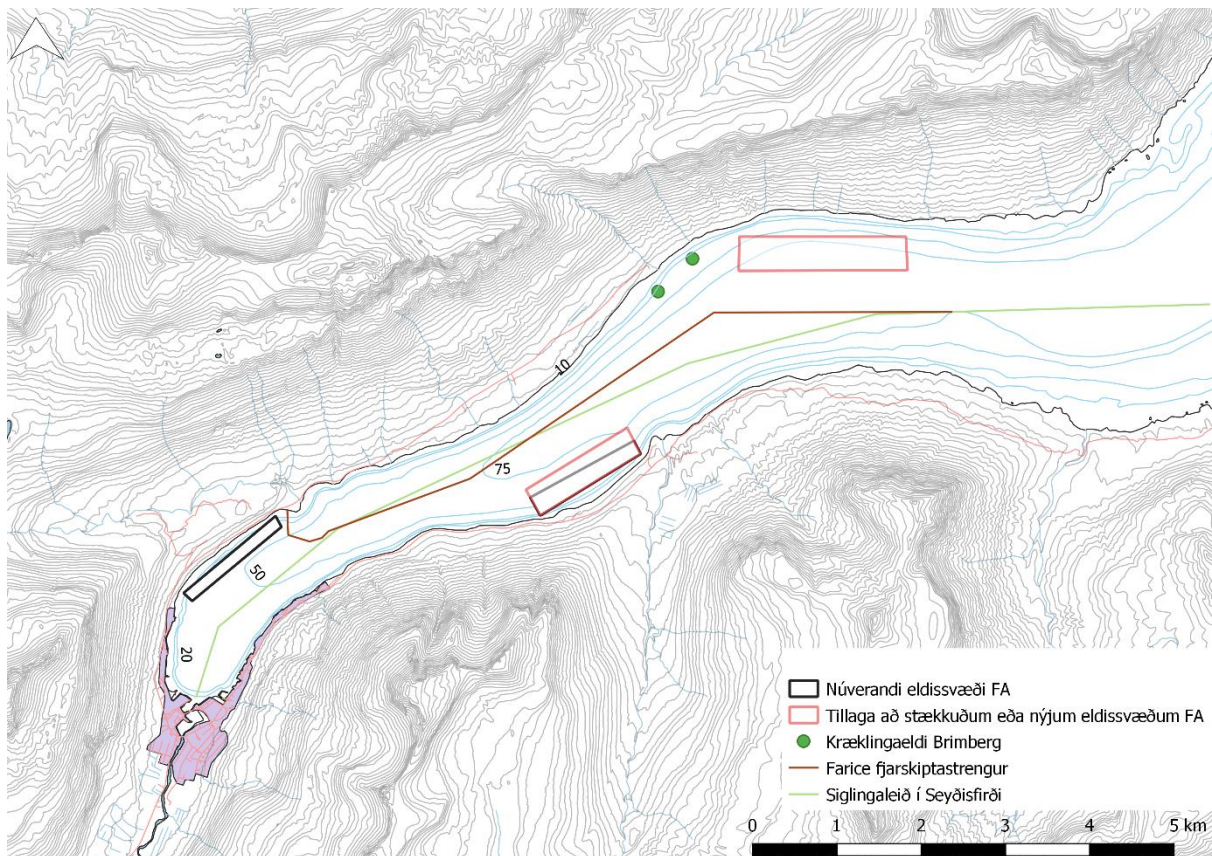 10
75
50
20
Núverandi eldissvæði FA
Tillaga að stækkuðum eða nýjum eldissvæðum FA
Kræklingaeldi Brimberg
Farice fjarskiptastrengur
Siglingaleið í Seyðisfirði
0 1 2 3 4 5 km